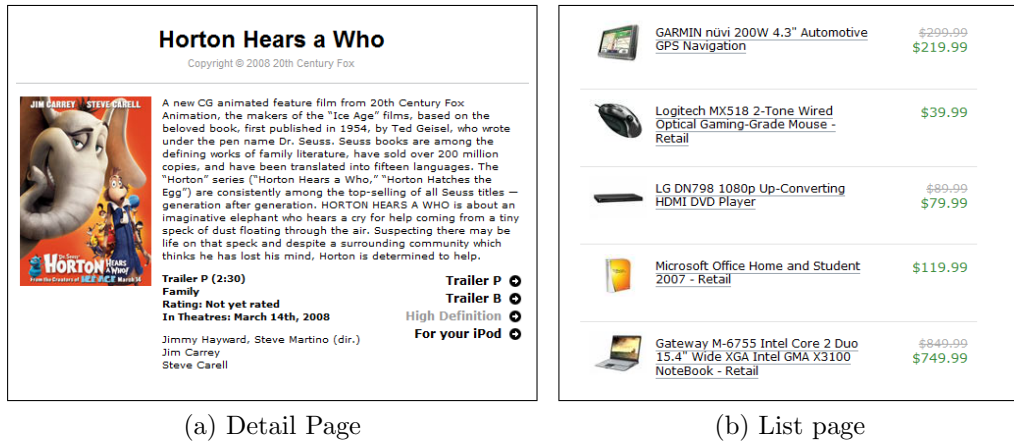 Horton Hears a Who
Copyright © 2008 20th Century Fox
JIM CARREY STEVE CARELL
HORTON HEARS
A WHO!
From the Creators of ICE AGE March 14
A new CG animated feature film from 20th Century Fox
Animation, the makers of the “Ice Age” films, based on the
beloved book, first published in 1954, by Ted Geisel, who wrote
under the pen name Dr. Seuss. Seuss books are among the
defining works of family literature, have sold over 200 million
copies, and have been translated into fifteen languages. The
“Horton” series (“Horton Hears a Who,” “Horton Hatches the
Egg”) are consistently among the top-selling of all Seuss titles —
generation after generation. HORTON HEARS A WHO is about an
imaginative elephant who hears a cry for help coming from a tiny
speck of dust floating through the air. Suspecting there may be
life on that speck and despite a surrounding community which
thinks he has lost his mind, Horton is determined to help.
Trailer P (2:30)
Family
Rating: Not yet rated
In Theatres: March 14th, 2008
Jimmy Hayward, Steve Martino (dir.)
Jim Carrey
Steve Carell
Trailer P
Trailer B
High Definition
For your iPod
(a) Detail Page
GARMIN nüvi 200W 4.3" Automotive
GPS Navigation
$299.99
$219.99
Logitech MX518 2-Tone Wired
Optical Gaming-Grade Mouse -
Retail
$39.99
LG DN798 1080p Up-Converting
HDMI DVD Player
$89.99
$79.99
Microsoft Office Home and Student
2007 - Retail
$119.99
Gateway M-6755 Intel Core 2 Duo
15.4" Wide XGA Intel GMA X3100
NoteBook - Retail
$849.99
$749.99
(b) List page